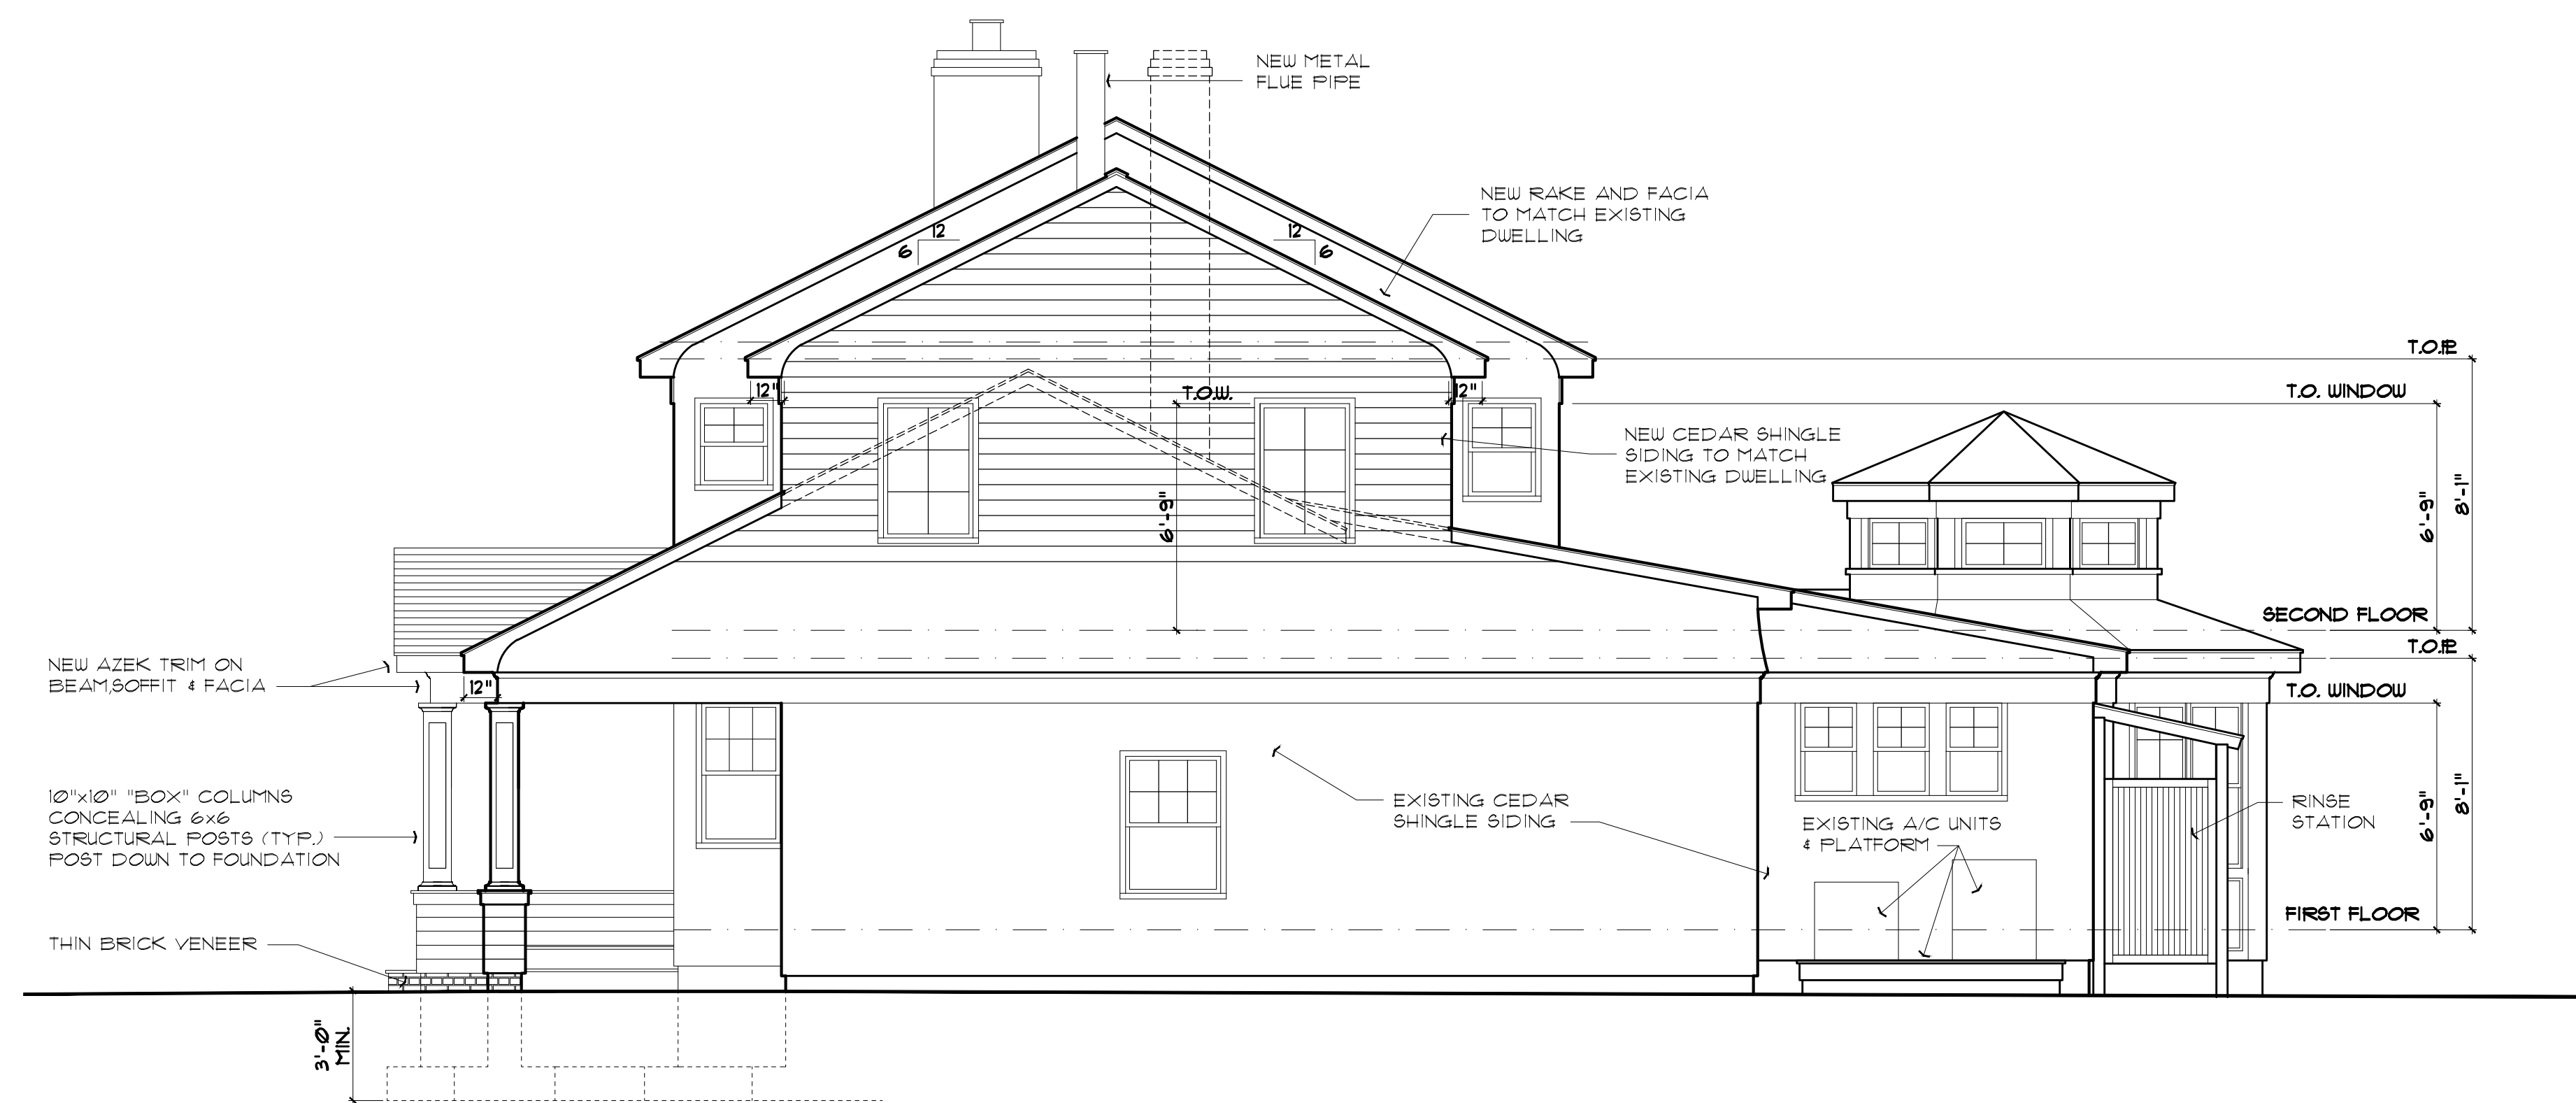 NEW METAL
FLUE PIPE
NEW RAKE AND FACIA
TO MATCH EXISTING
DWELLING
12
6
12
6
T.O.P.
12"
T.O.W.
12"
T.O. WINDOW
NEW CEDAR SHINGLE
SIDING TO MATCH
EXISTING DWELLING
6'-9"
6'-9"
8'-1"
SECOND FLOOR
T.O.P.
NEW AZEK TRIM ON
BEAM,SOFFIT & FACIA
12"
T.O. WINDOW
10"x10" "BOX" COLUMNS
CONCEALING 6x6
STRUCTURAL POSTS (TYP.)
POST DOWN TO FOUNDATION
EXISTING CEDAR
SHINGLE SIDING
EXISTING A/C UNITS
& PLATFORM
RINSE
STATION
6'-9"
8'-1"
FIRST FLOOR
THIN BRICK VENEER
3'-0"
MIN.